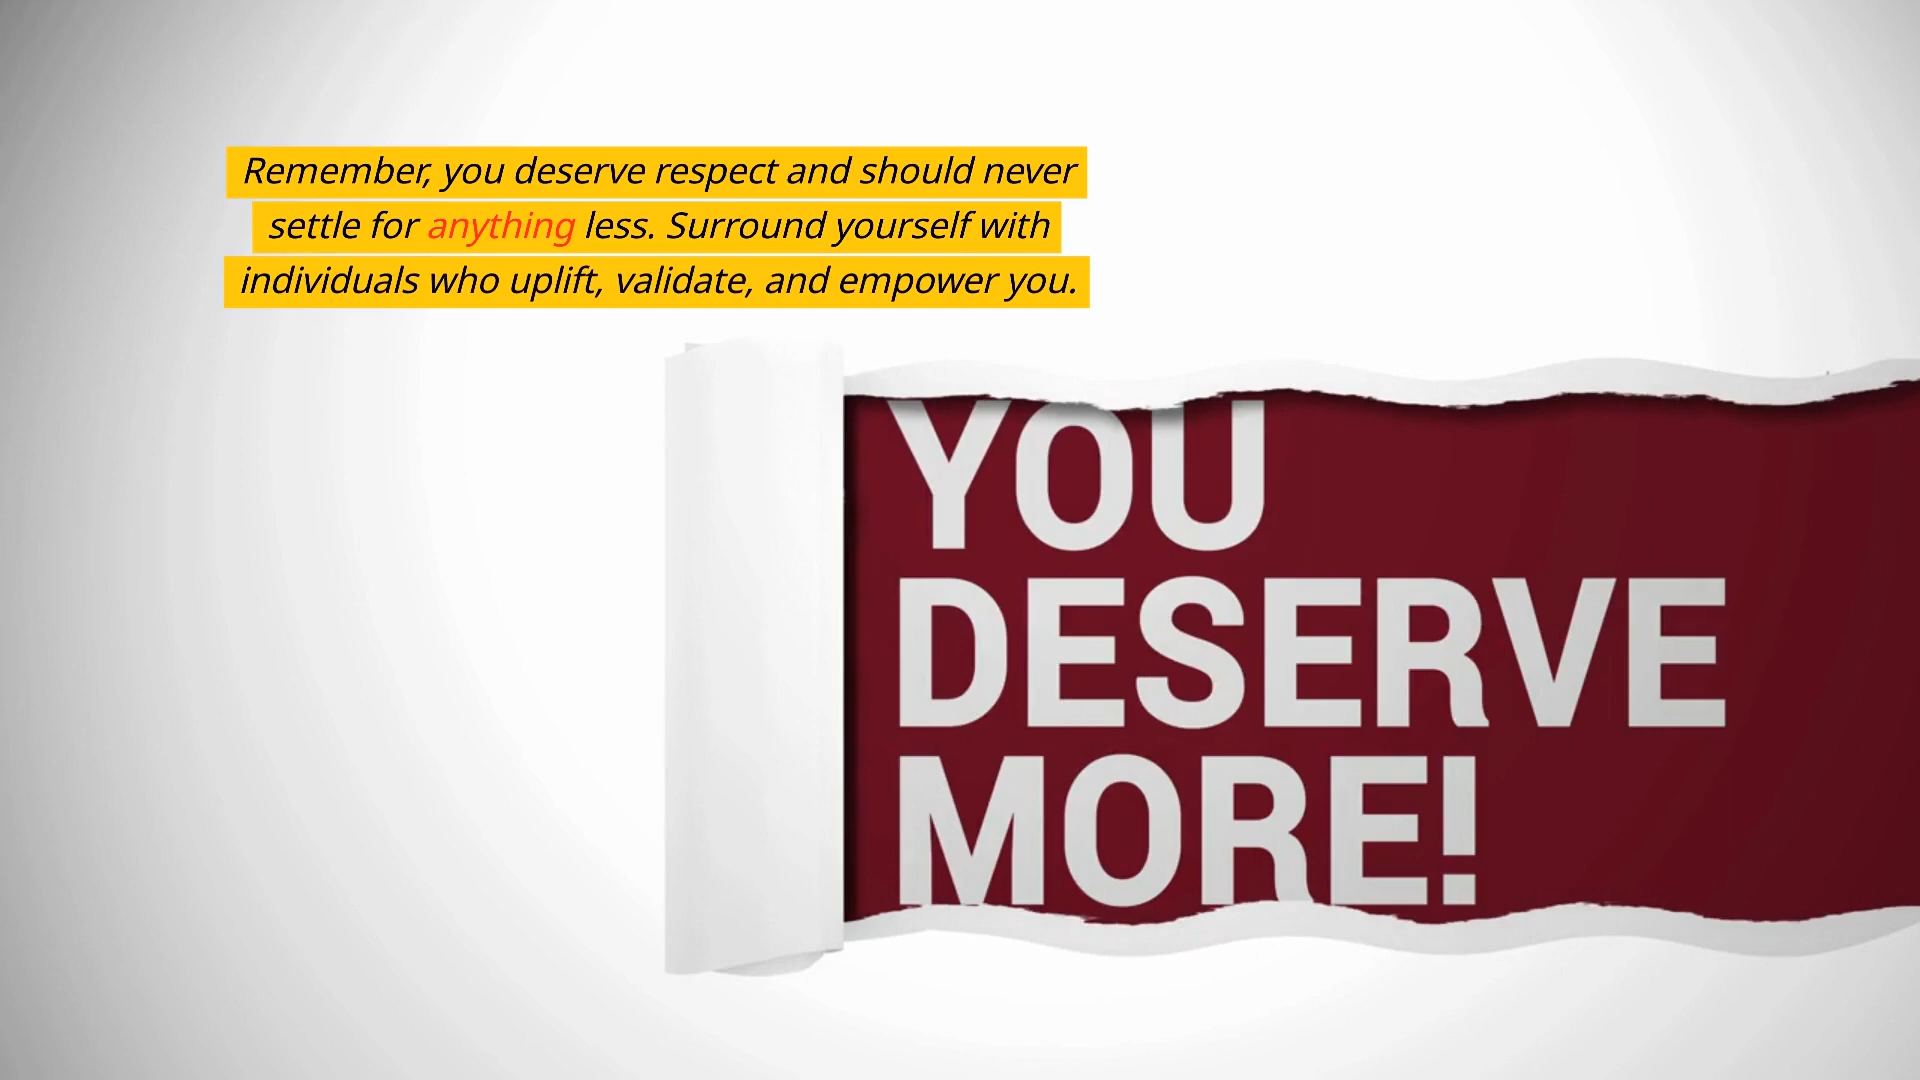 Remember, you deserve respect and should never
settle for anything less. Surround yourself with
individuals who uplift, validate, and empower you.
YOU
DESERVE
MORE!